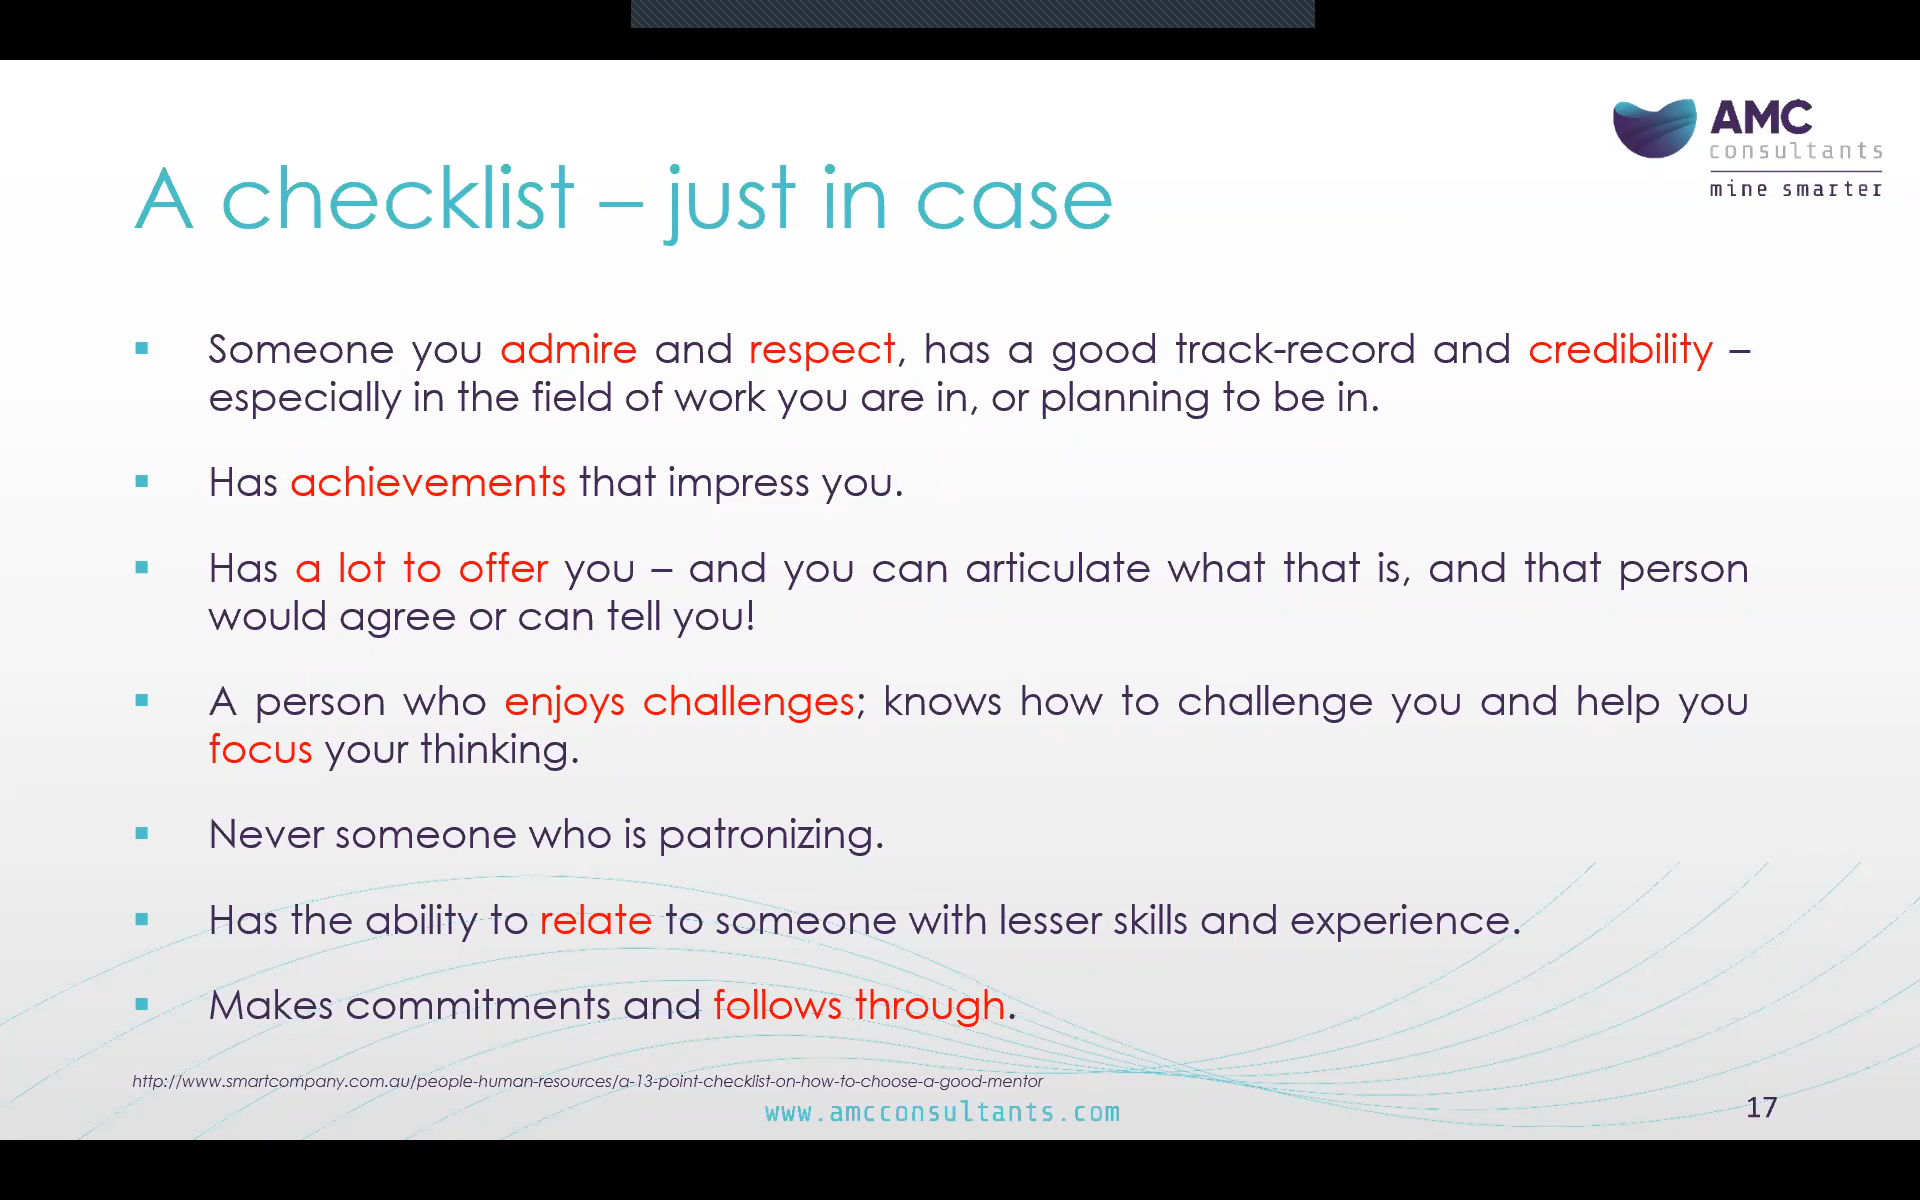 AMC
consultants
mine smarter
A checklist – just in case
▪ Someone you admire and respect, has a good track-record and credibility –
especially in the field of work you are in, or planning to be in.
▪ Has achievements that impress you.
▪ Has a lot to offer you – and you can articulate what that is, and that person
would agree or can tell you!
▪ A person who enjoys challenges; knows how to challenge you and help you
focus your thinking.
▪ Never someone who is patronizing.
▪ Has the ability to relate to someone with lesser skills and experience.
▪ Makes commitments and follows through.
http://www.smartcompany.com.au/people-human-resources/a-13-point-checklist-on-how-to-choose-a-good-mentor
www.amcconsultants.com
17